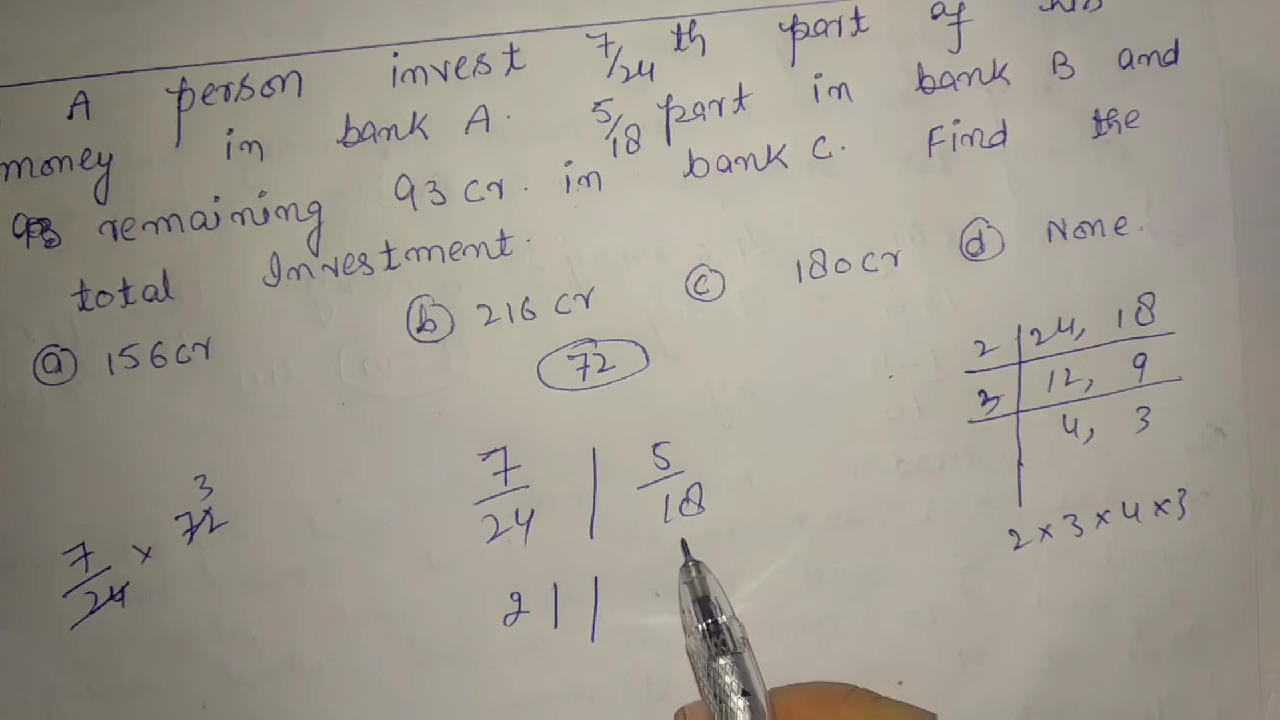 A person invest 7/24 th part of his
money in bank A. 5/18 part in bank B and
remaining 93 cr. in bank C. Find the
total Investment.
(a) 156 cr (b) 216 cr (c) 180 cr (d) None.
72
2 | 24, 18
3 | 12, 9
4, 3
2 × 3 × 4 × 3
7/24 × 72 3
7/24 | 5/18
21 |